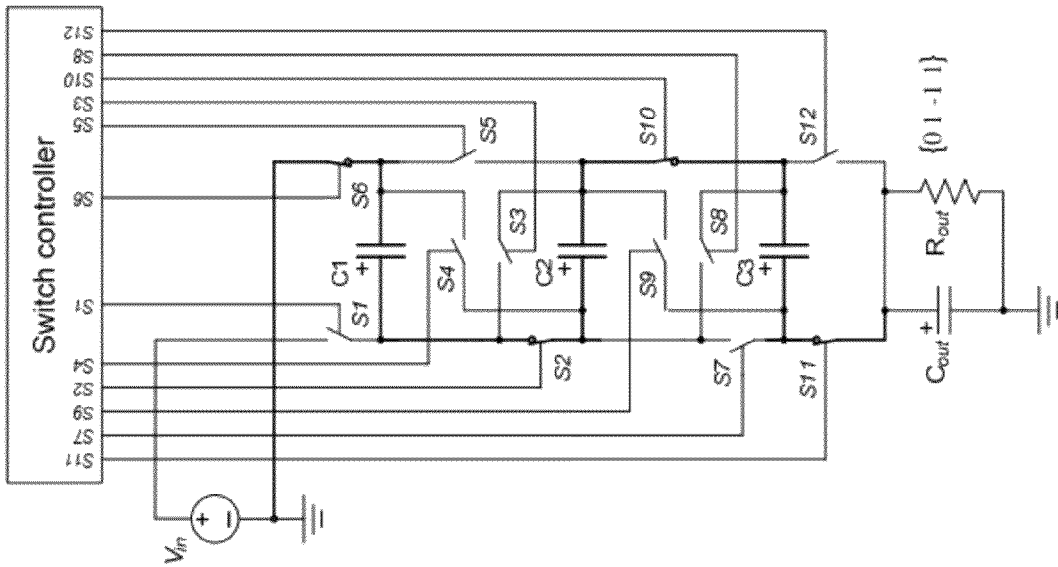 Switch controller
S12
S8
S10
S3
S5
S6
S1
S4
S2
S9
S7
S11
S12
S10
S5
S6
S3
S8
S4
S9
C1
+
C2
+
C3
+
S1
S2
S7
S11
{0 1 -1 1}
Rout
Cout
+
Vin
+
−